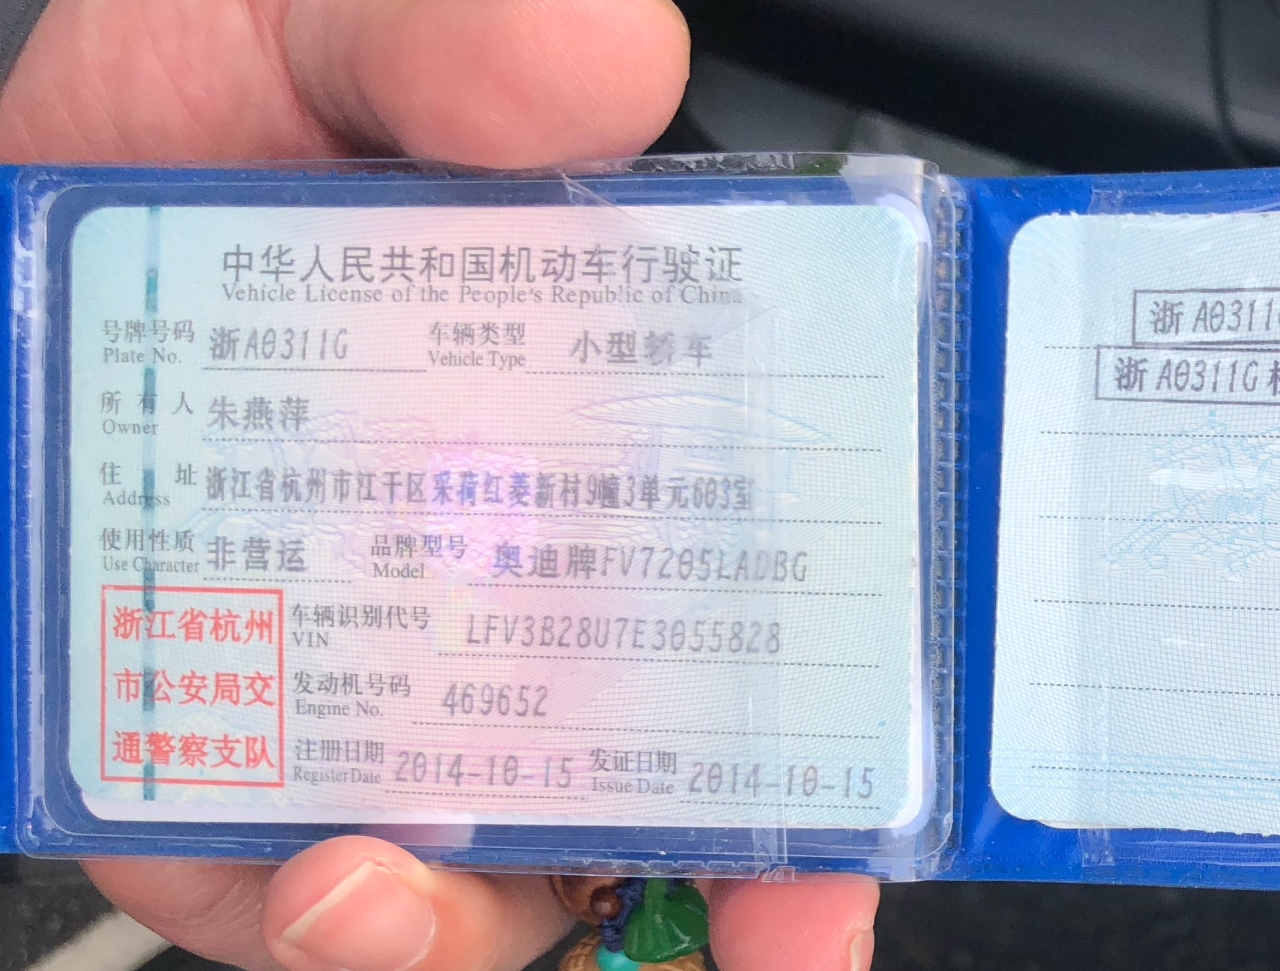 中华人民共和国机动车行驶证
Vehicle License of the People's Republic of China
号牌号码 浙A0311G 车辆类型 小型轿车
Plate No. Vehicle Type
所有人 朱燕萍
Owner
住址 浙江省杭州市江干区采荷红菱新村9幢3单元603室
Address
使用性质 非营运 品牌型号 奥迪牌FV7205LADBG
Use Character Model
浙江省杭州
市公安局交
通警察支队
车辆识别代号 LFV3B28U7E3055828
VIN
发动机号码 469652
Engine No.
注册日期 2014-10-15 发证日期 2014-10-15
Register Date Issue Date
浙A0311
浙A0311G